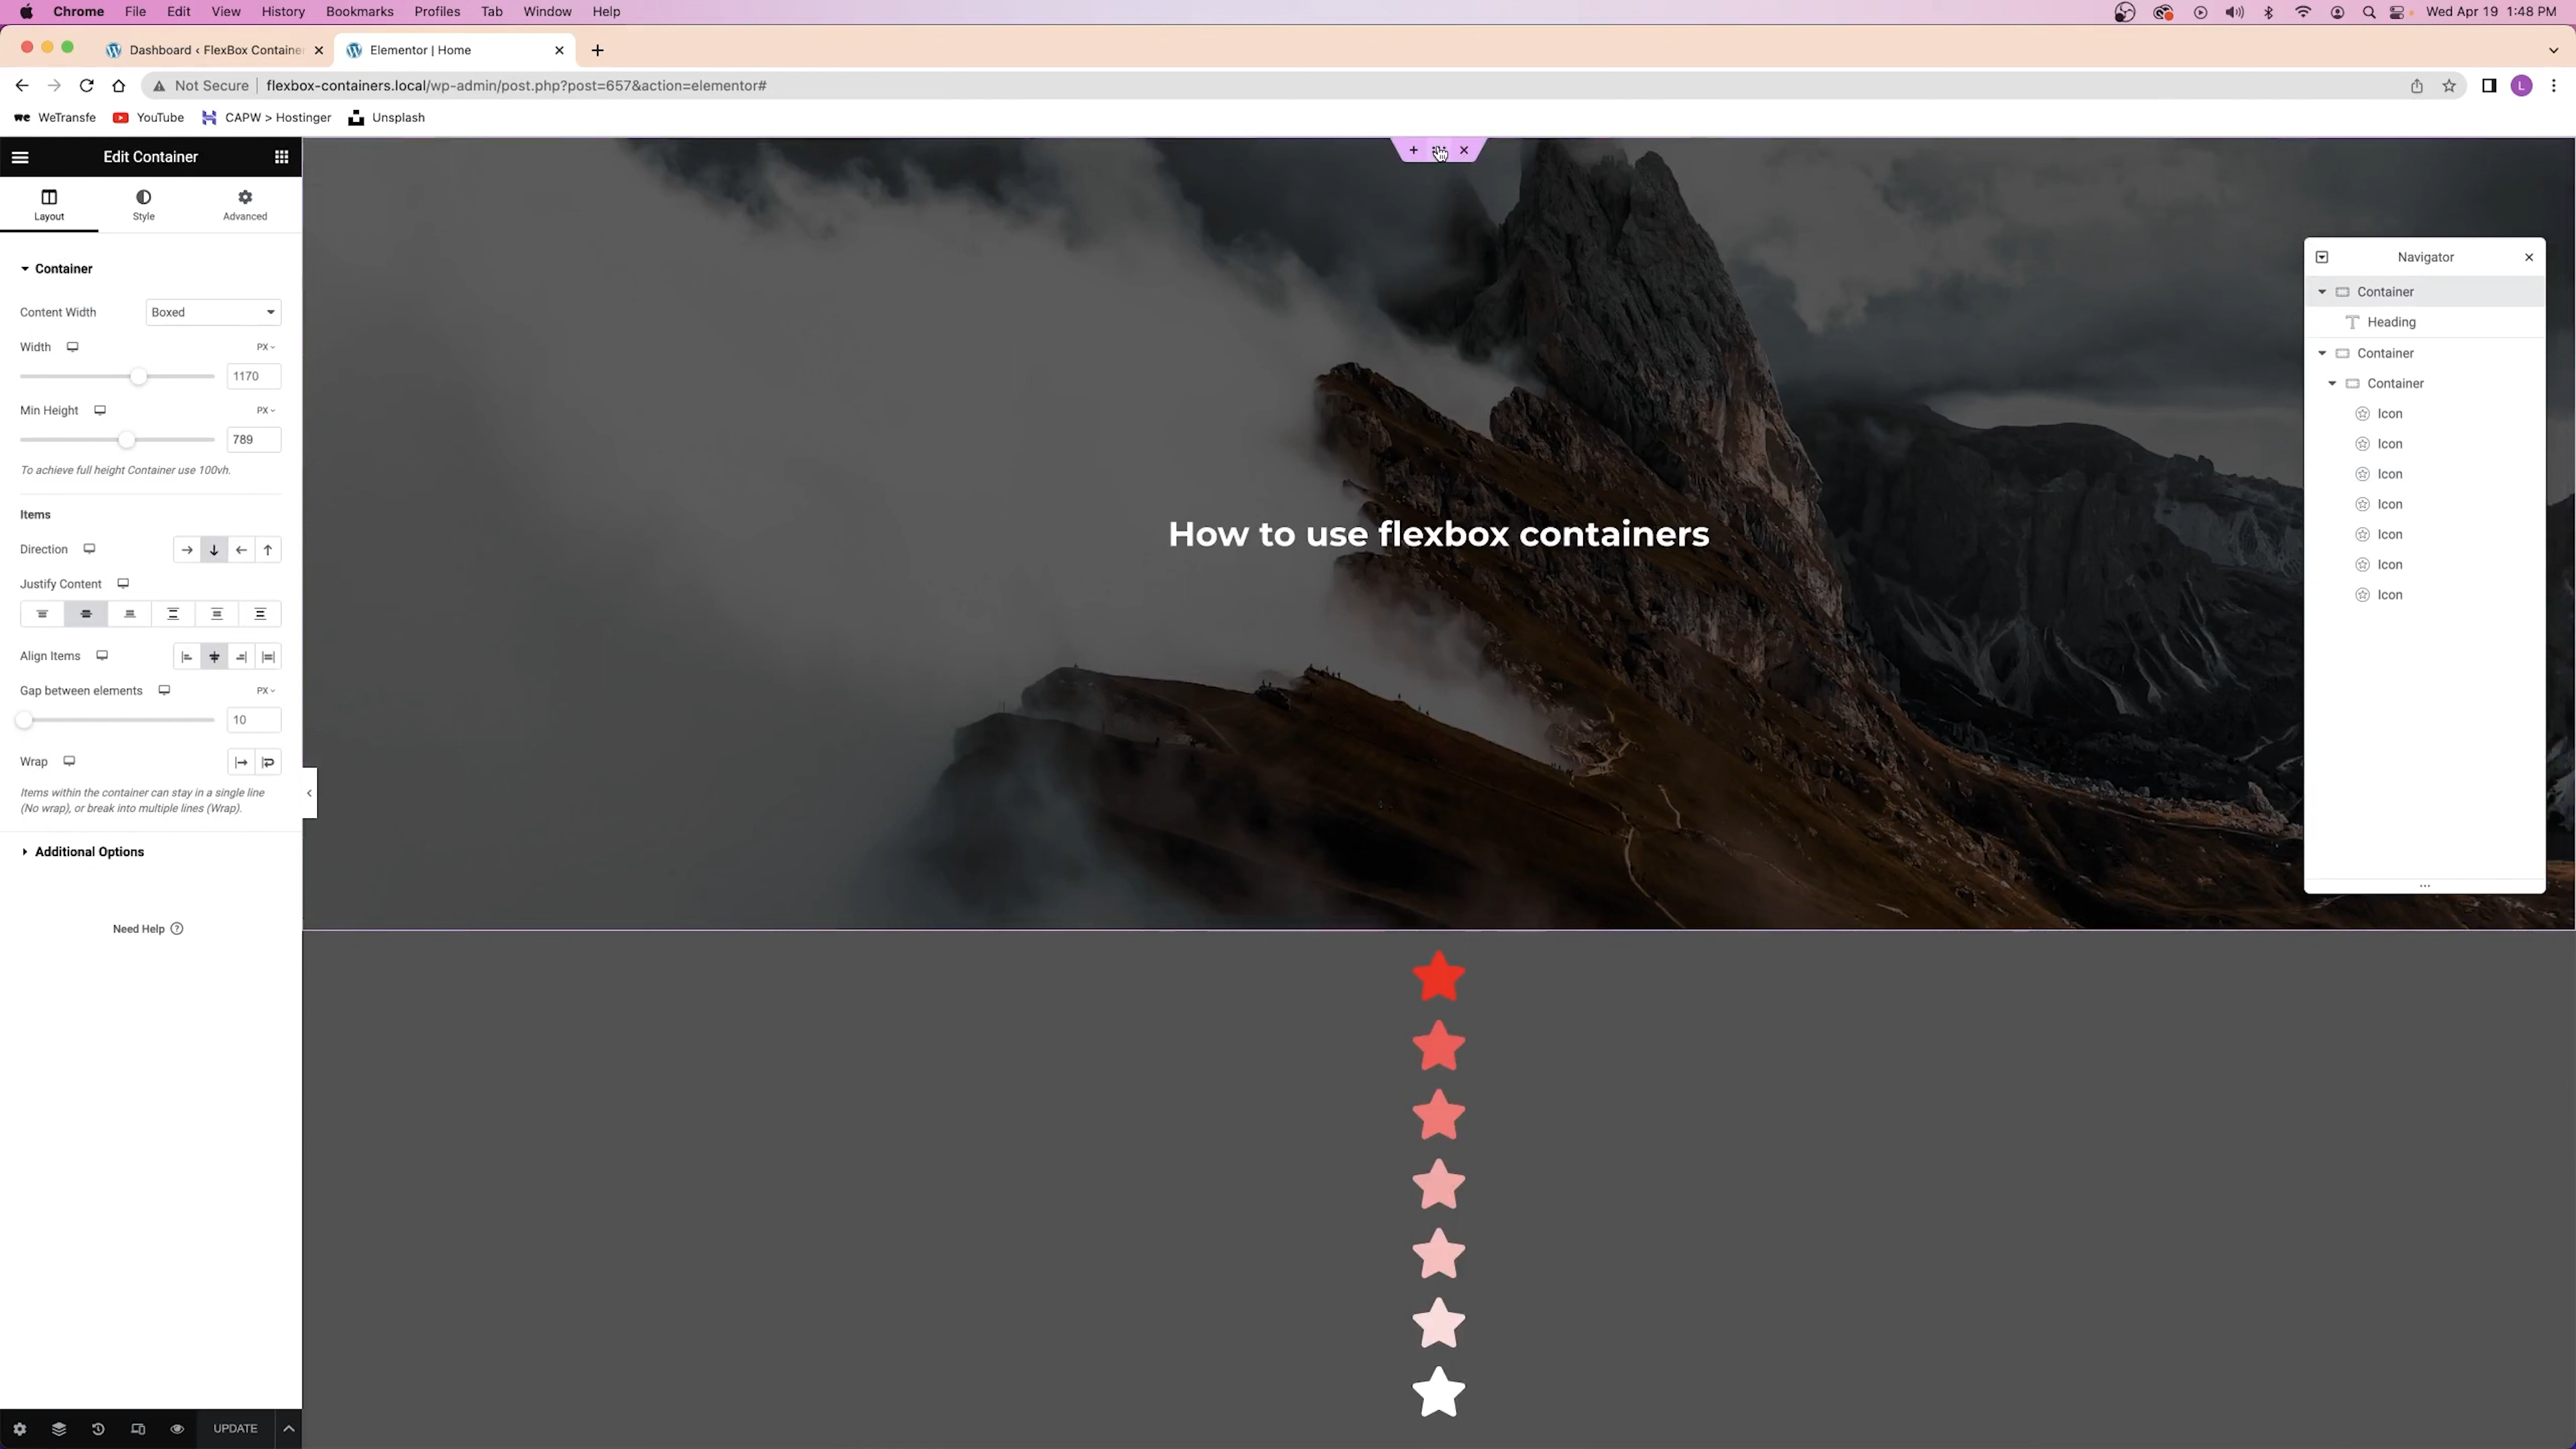 Chrome File Edit View History Bookmarks Profiles Tab Window Help Wed Apr 19 1:48 PM
Dashboard ‹ FlexBox Container Elementor | Home
Not Secure flexbox-containers.local/wp-admin/post.php?post=657&action=elementor# L
we WeTransfe YouTube CAPW > Hostinger Unsplash
Edit Container
Layout Style Advanced
Container
Content Width Boxed
Width PX
1170
Min Height PX
789
To achieve full height Container use 100vh.
Items
Direction
Justify Content
Align Items
Gap between elements PX
10
Wrap
Items within the container can stay in a single line
(No wrap), or break into multiple lines (Wrap).
Additional Options
Need Help ?
UPDATE
How to use flexbox containers
Navigator
Container
Heading
Container
Container
Icon
Icon
Icon
Icon
Icon
Icon
Icon